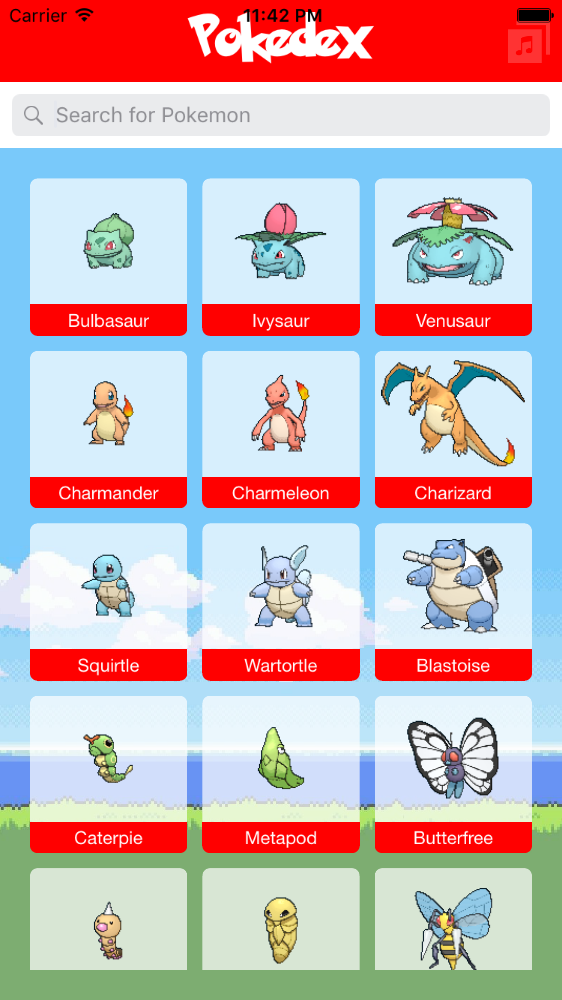 Carrier 11:42 PM
Pokedex
Search for Pokemon
Bulbasaur Ivysaur Venusaur
Charmander Charmeleon Charizard
Squirtle Wartortle Blastoise
Caterpie Metapod Butterfree